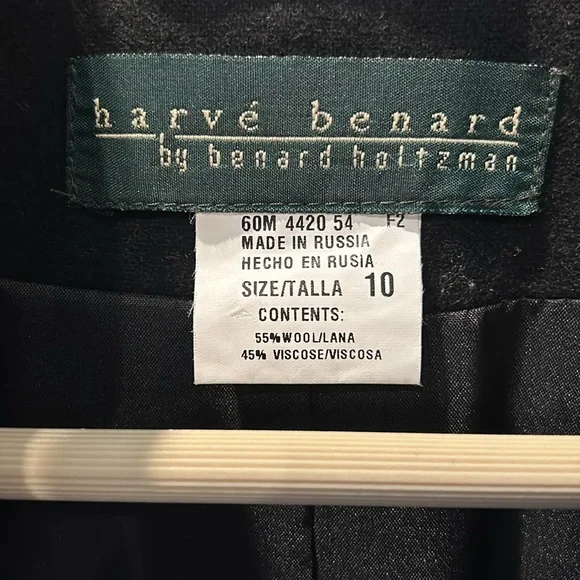 harvé benard
by benard holtzman
60M 4420 54 F2
MADE IN RUSSIA
HECHO EN RUSIA
SIZE/TALLA 10
CONTENTS:
55% WOOL/LANA
45% VISCOSE/VISCOSA